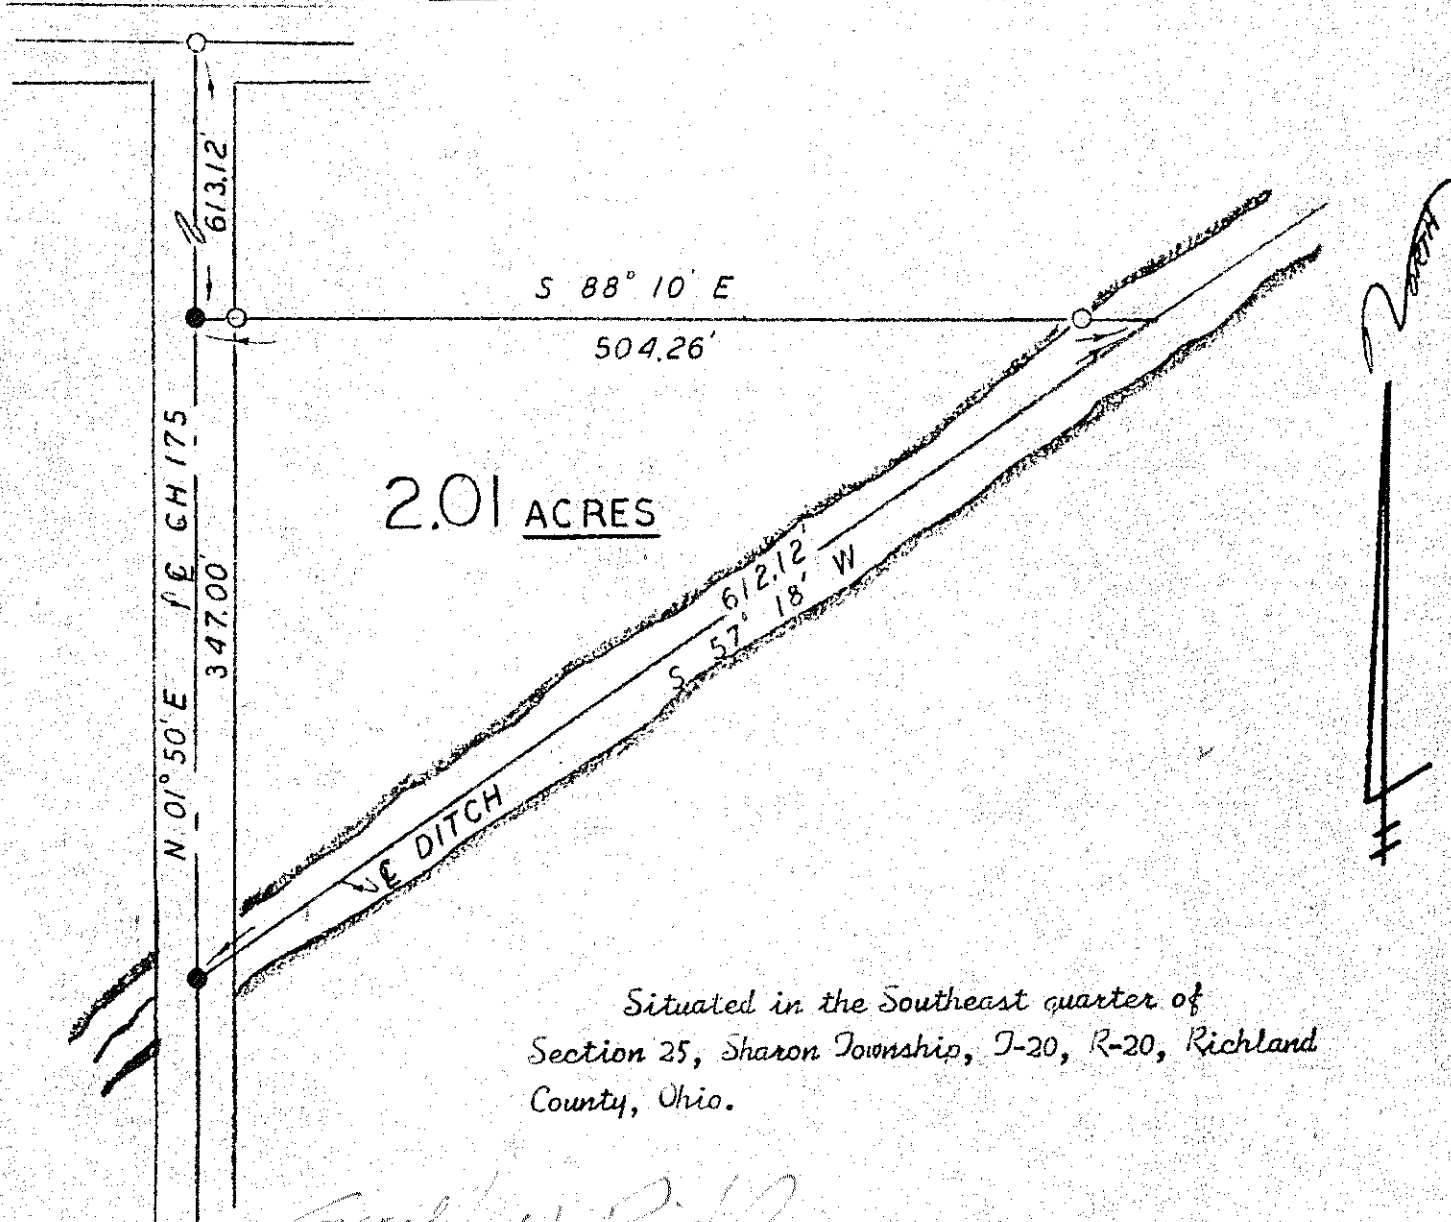 613.12'
S 88° 10' E
504.26'
NORTH
2.01 ACRES
N 01° 50' E ℄ CH 175
347.00'
612.12'
S 57° 18' W
℄ DITCH
Situated in the Southeast quarter of
Section 25, Sharon Township, T-20, R-20, Richland
County, Ohio.